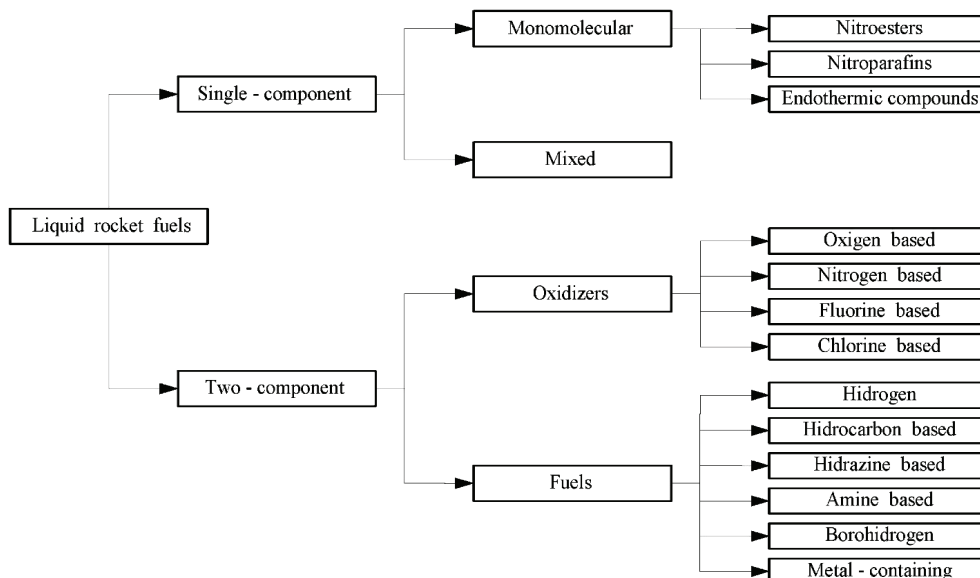 Monomolecular
Nitroesters
Nitroparafins
Endothermic compounds
Single - component
Mixed
Liquid rocket fuels
Oxidizers
Oxigen based
Nitrogen based
Fluorine based
Chlorine based
Two - component
Fuels
Hidrogen
Hidrocarbon based
Hidrazine based
Amine based
Borohidrogen
Metal - containing